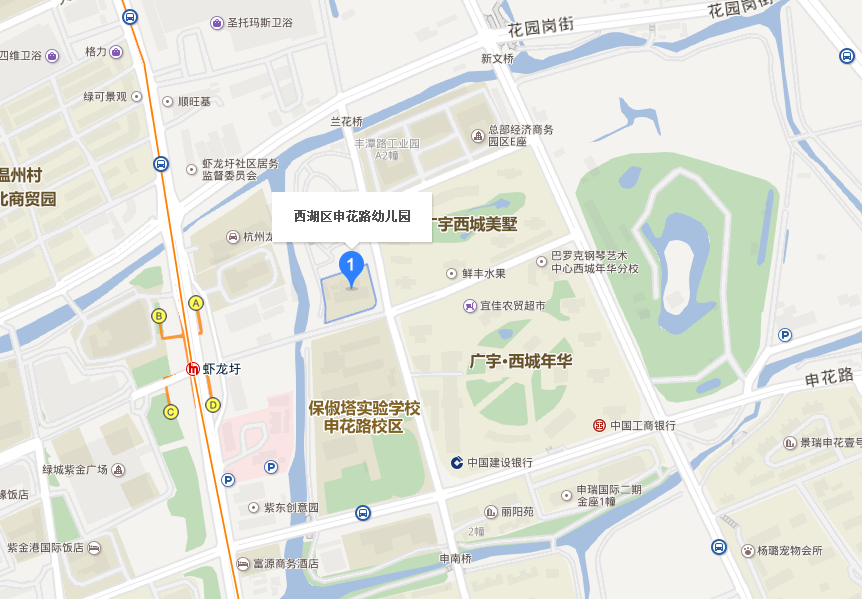 花园岗街
花园岗街
圣托玛斯卫浴
四维卫浴
格力
新文桥
绿可景观
顺旺基
兰花桥
总部经济商务
园区E座
丰潭路工业园
A2幢
虾龙圩社区居务
监督委员会
温州村
北商贸园
西湖区申花路幼儿园
广宇西城美墅
杭州龙
1
巴罗克钢琴艺术
中心西城年华分校
鲜丰水果
宜佳农贸超市
A
B
P
广宇·西城年华
虾龙圩
申花路
C
D
保俶塔实验学校
申花路校区
中国工商银行
景瑞申花壹号
绿城紫金广场
P
P
中国建设银行
申瑞国际二期
金座1幢
缘饭店
紫东创意园
丽阳苑
2幢
紫金港国际饭店
富源商务酒店
申南桥
杨璐宠物会所